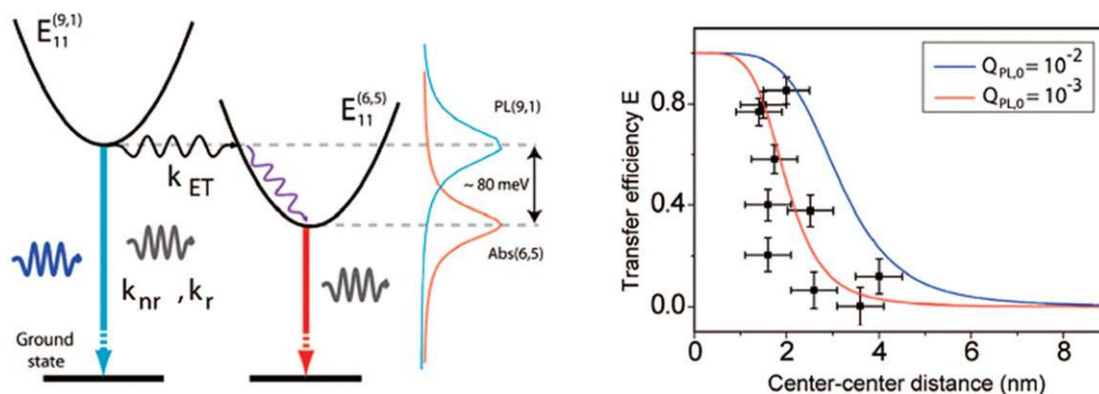 E₁₁⁽⁹,¹⁾
E₁₁⁽⁶,⁵⁾
PL(9,1)
k ET
~ 80 meV
Abs(6,5)
kₙᵣ , kᵣ
Ground
state
Q_PL,0 = 10⁻²
Q_PL,0 = 10⁻³
Transfer efficiency E
0.8
0.4
0.0
0 2 4 6 8
Center-center distance (nm)